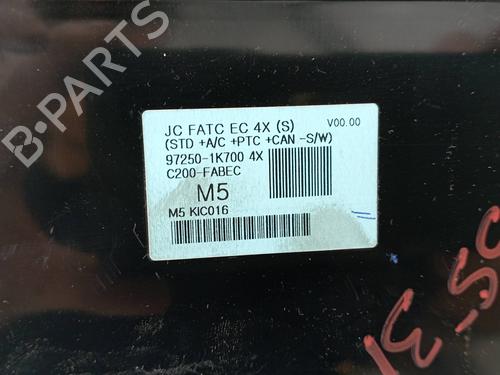 B-PARTS
JC FATC EC 4X (S) V00.00
(STD +A/C +PTC +CAN -S/W)
97250-1K700 4X
C200-FABEC
M5
M5 KIC016